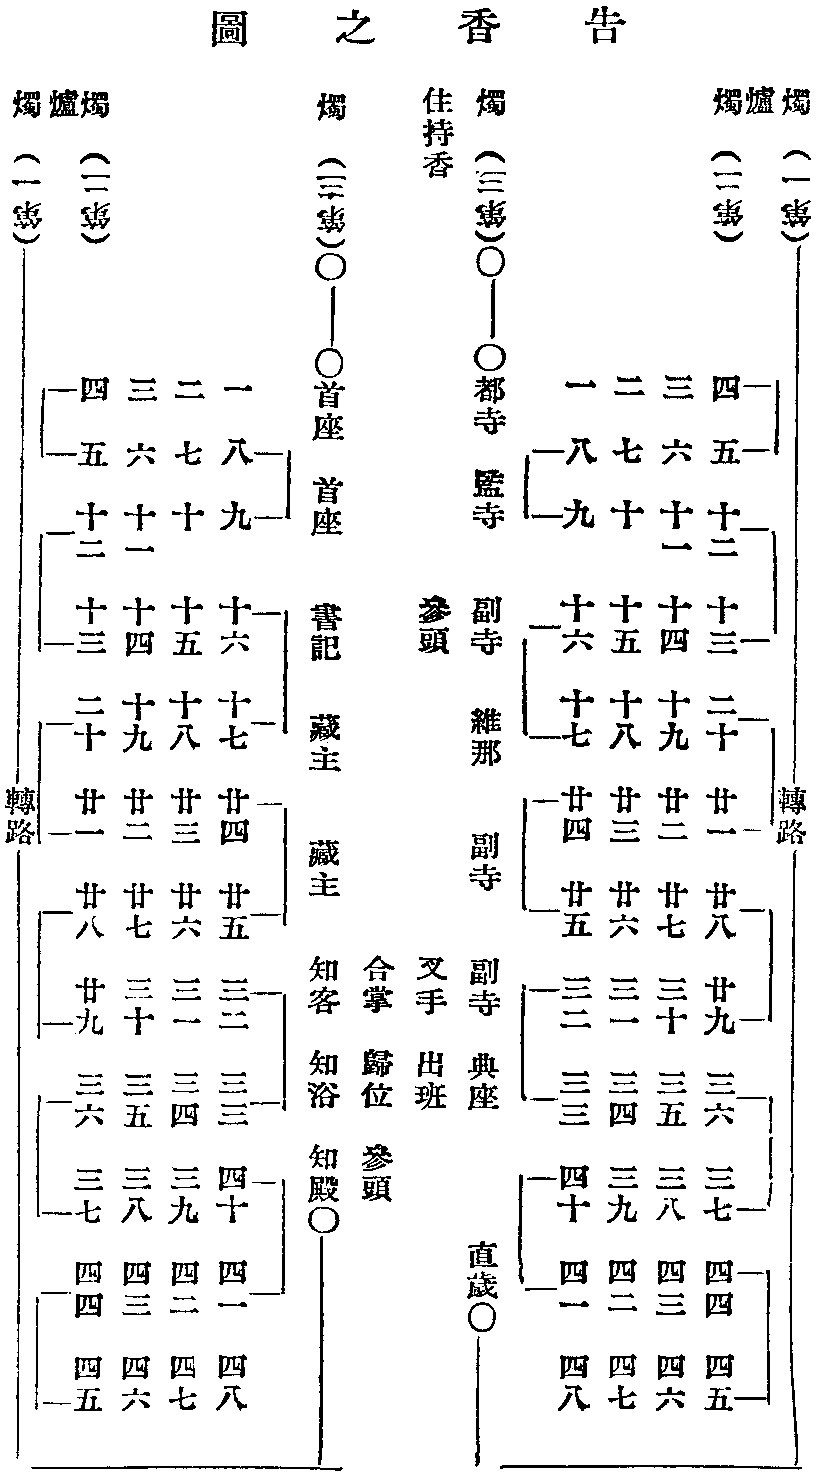 告香之圖
燭（一第） 轉路
爐
燭（二第） 四 五 十二 十三 二十 廿一 廿八 廿九 三六 三七 四四 四五
三 六 十一 十四 十九 廿二 廿七 三十 三五 三八 四三 四六
二 七 十 十五 十八 廿三 廿六 三一 三四 三九 四二 四七
一 八 九 十六 十七 廿四 廿五 三二 三三 四十 四一 四八
燭（三第） 都寺 監寺 副寺 維那 副寺 副寺 典座 直歲
住持香 參頭 叉手 出班
合掌 歸位 參頭
燭（三第） 首座 首座 書記 藏主 藏主 知客 知浴 知殿
一 八 九 十六 十七 廿四 廿五 三二 三三 四十 四一 四八
二 七 十 十五 十八 廿三 廿六 三一 三四 三九 四二 四七
三 六 十一 十四 十九 廿二 廿七 三十 三五 三八 四三 四六
燭（二第） 四 五 十二 十三 二十 廿一 廿八 廿九 三六 三七 四四 四五
爐
燭（一第） 轉路